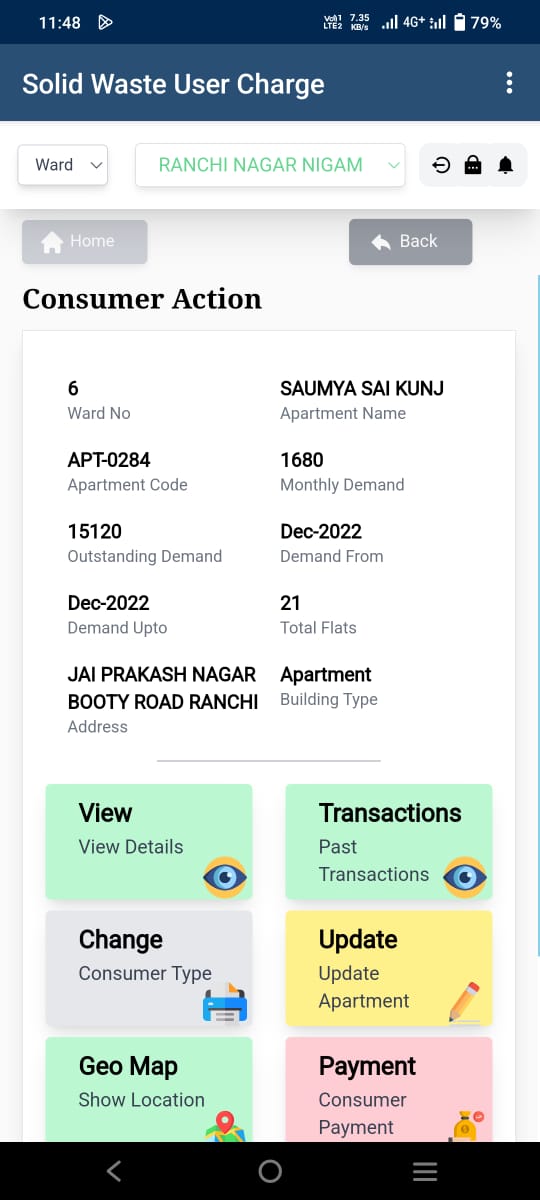 11:48
Vo)) 1 LTE2
7.35 KB/s
4G+
79%
Solid Waste User Charge
Ward
RANCHI NAGAR NIGAM
Home
Back
Consumer Action
6
SAUMYA SAI KUNJ
Ward No
Apartment Name
APT-0284
1680
Apartment Code
Monthly Demand
15120
Dec-2022
Outstanding Demand
Demand From
Dec-2022
21
Demand Upto
Total Flats
JAI PRAKASH NAGAR
BOOTY ROAD RANCHI
Apartment
Address
Building Type
View
Transactions
View Details
Past
Transactions
Change
Update
Consumer Type
Update
Apartment
Geo Map
Payment
Show Location
Consumer
Payment